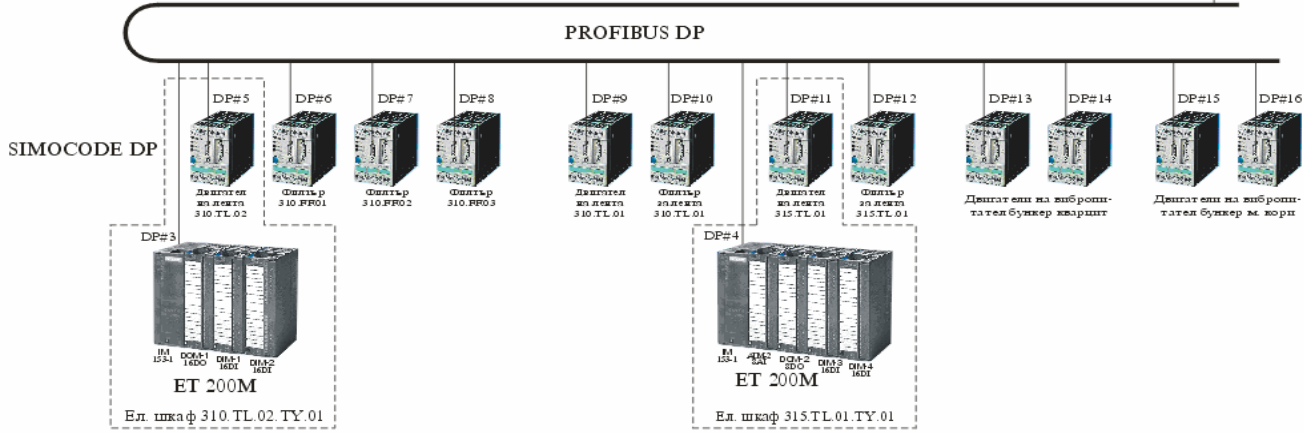 PROFIBUS DP
SIMOCODE DP
DP#5
DP#6
DP#7
DP#8
DP#9
DP#10
DP#11
DP#12
DP#13
DP#14
DP#15
DP#16
Двигател
на лента
310.TL.02
Филтър
310.FF01
Филтър
310.FF02
Филтър
310.FF03
Двигател
на лента
310.TL.01
Филтър
на лента
310.TL.01
Двигател
на лента
315.TL.01
Филтър
на лента
315.TL.01
Двигатели на вибропи-
тател бункер кварцит
Двигатели на вибропи-
тател бункер м. кори
DP#3
IM
153-1
DOM-1
16DO
DIM-1
16DI
DIM-2
16DI
ET 200M
Ел. шкаф 310.TL.02.TY.01
DP#4
IM
153-1
8AI
DOM-2
8DO
DIM-3
16DI
DIM-4
16DI
ET 200M
Ел. шкаф 315.TL.01.TY.01